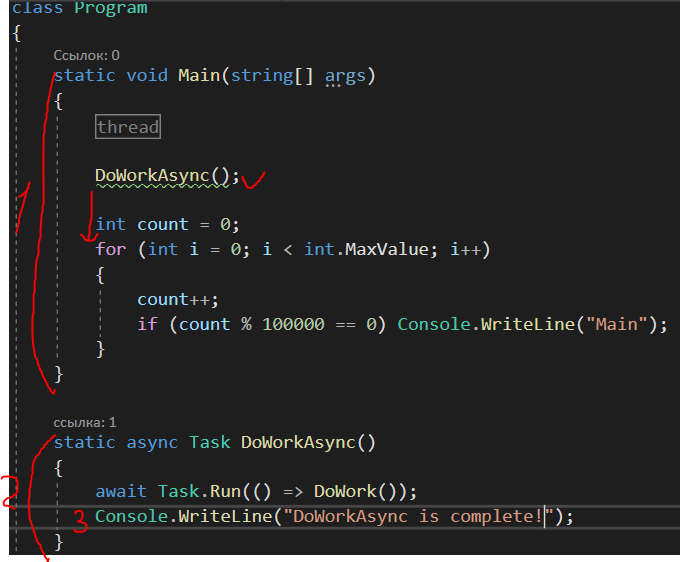 class Program
{
Ссылок: 0
static void Main(string[] args)
{
thread
DoWorkAsync();
1
int count = 0;
for (int i = 0; i < int.MaxValue; i++)
{
count++;
if (count % 100000 == 0) Console.WriteLine("Main");
}
}
ссылка: 1
static async Task DoWorkAsync()
{
2
await Task.Run(() => DoWork());
3 Console.WriteLine("DoWorkAsync is complete!");
}